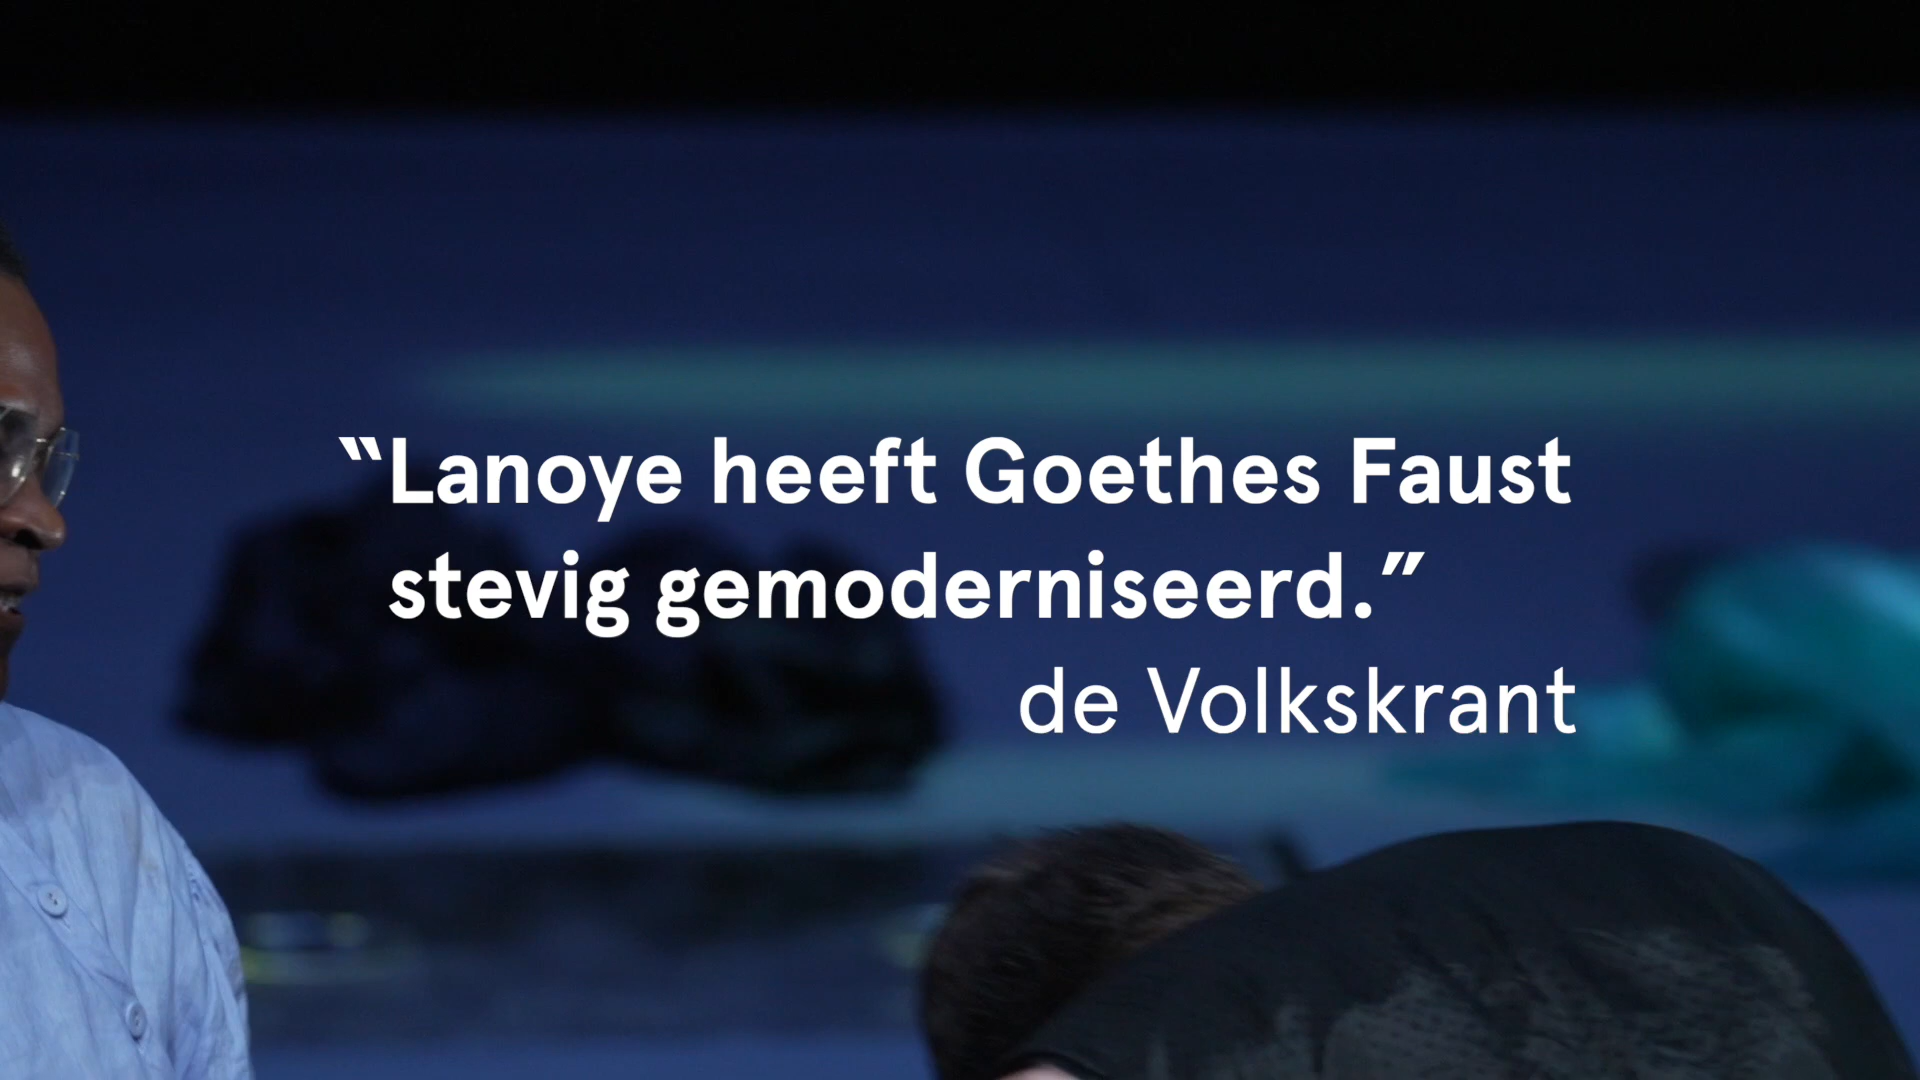 “Lanoye heeft Goethes Faust
stevig gemoderniseerd.”
de Volkskrant